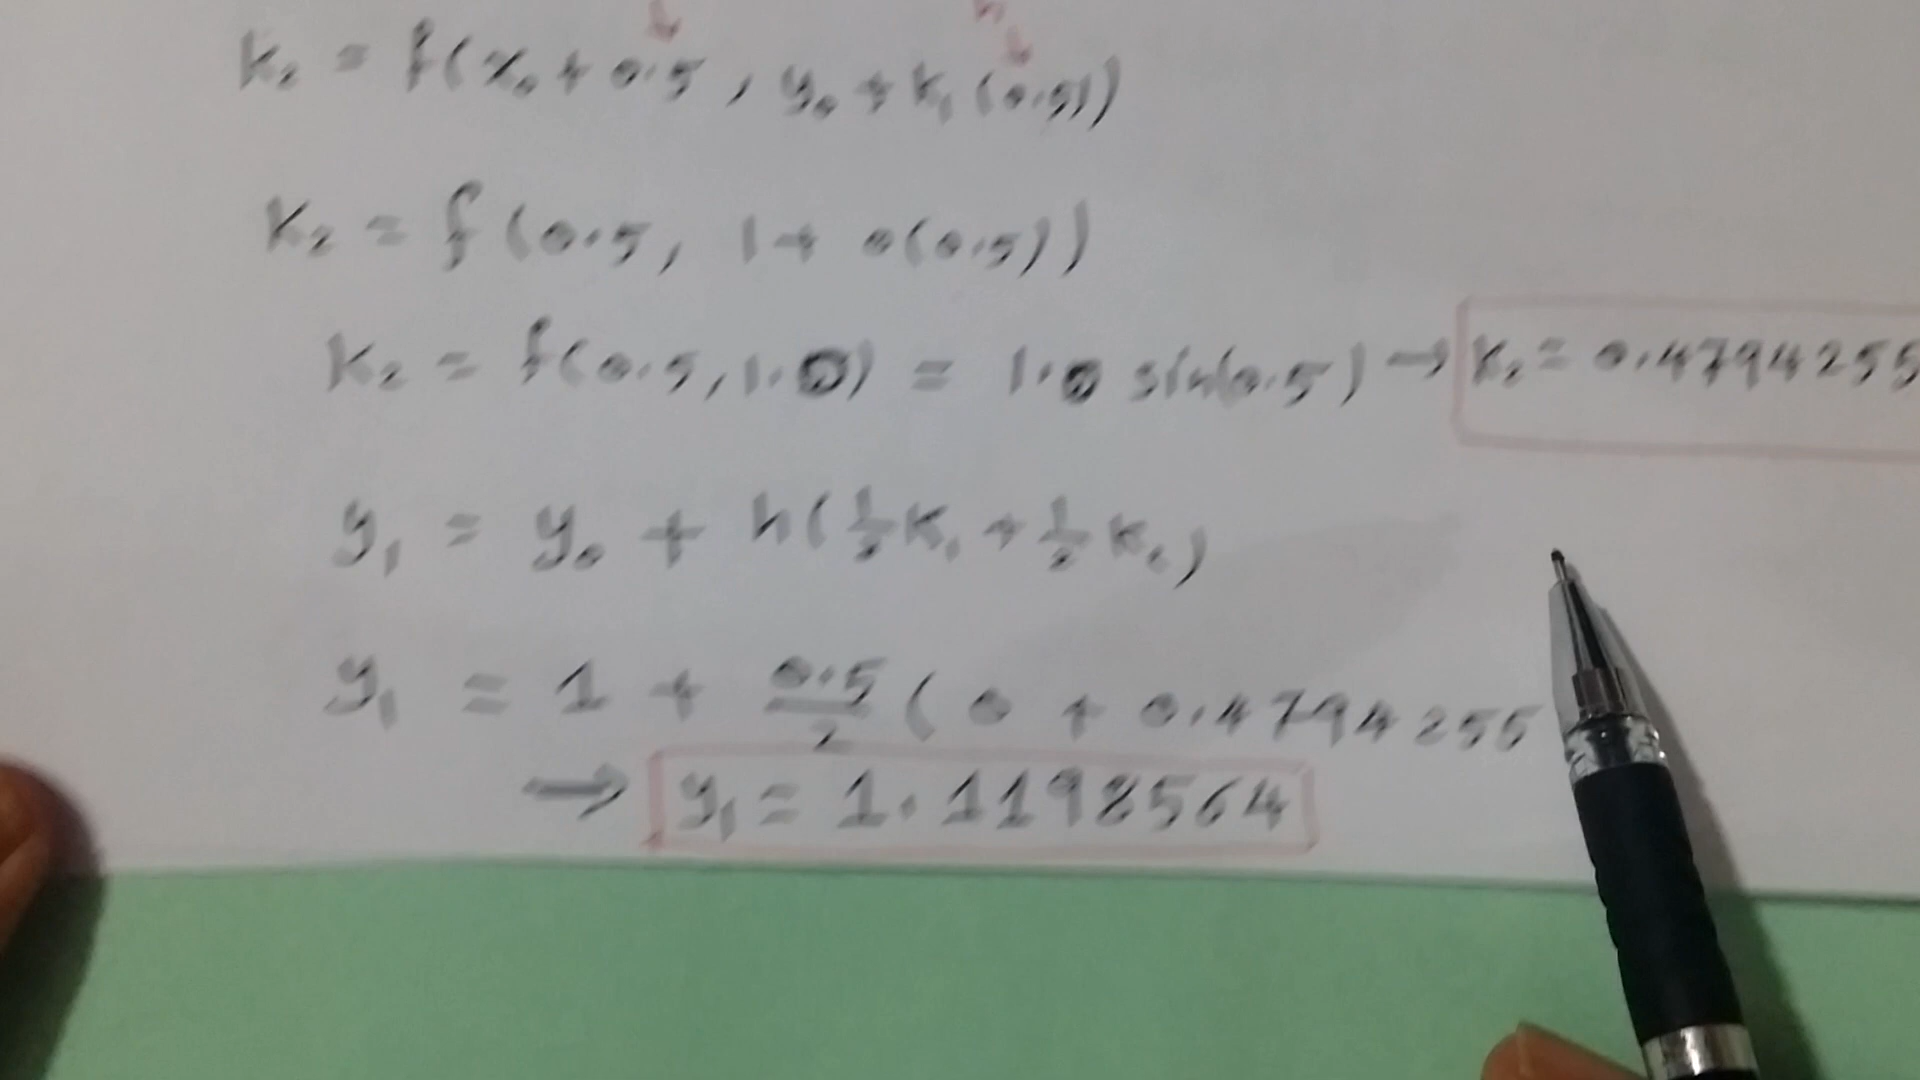 h
k₂ = f(x₀ + 0.5, y₀ + k₁(0.5))
k₂ = f(0.5, 1 + 0(0.5))
k₂ = f(0.5, 1.0) = 1.0 sin(0.5) → k₂ = 0.4794255
y₁ = y₀ + h(½k₁ + ½k₂)
y₁ = 1 + 0.5/2 (0 + 0.4794255
→ y₁ = 1.1198564